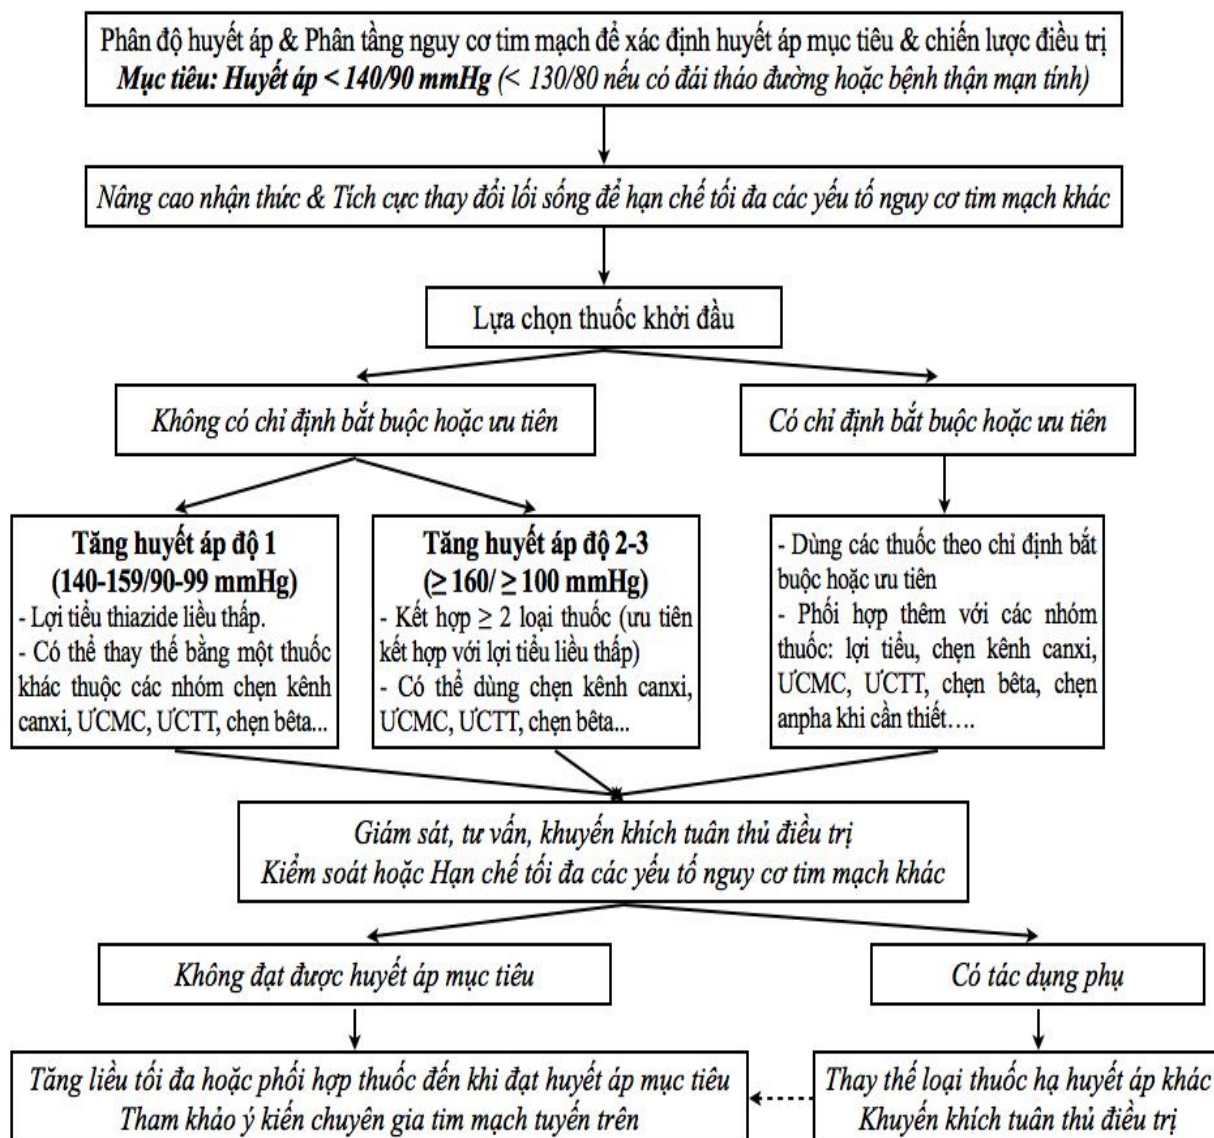 Phân độ huyết áp & Phân tầng nguy cơ tim mạch để xác định huyết áp mục tiêu & chiến lược điều trị
Mục tiêu: Huyết áp < 140/90 mmHg (< 130/80 nếu có đái tháo đường hoặc bệnh thận mạn tính)
Nâng cao nhận thức & Tích cực thay đổi lối sống để hạn chế tối đa các yếu tố nguy cơ tim mạch khác
Lựa chọn thuốc khởi đầu
Không có chỉ định bắt buộc hoặc ưu tiên
Có chỉ định bắt buộc hoặc ưu tiên
Tăng huyết áp độ 1
(140-159/90-99 mmHg)
- Lợi tiểu thiazide liều thấp.
- Có thể thay thế bằng một thuốc
khác thuộc các nhóm chẹn kênh
canxi, ƯCMC, ƯCTT, chẹn bêta...
Tăng huyết áp độ 2-3
(≥ 160/ ≥ 100 mmHg)
- Kết hợp ≥ 2 loại thuốc (ưu tiên
kết hợp với lợi tiểu liều thấp)
- Có thể dùng chẹn kênh canxi,
ƯCMC, ƯCTT, chẹn bêta...
- Dùng các thuốc theo chỉ định bắt
buộc hoặc ưu tiên
- Phối hợp thêm với các nhóm
thuốc: lợi tiểu, chẹn kênh canxi,
ƯCMC, ƯCTT, chẹn bêta, chẹn
anpha khi cần thiết….
Giám sát, tư vấn, khuyến khích tuân thủ điều trị
Kiểm soát hoặc Hạn chế tối đa các yếu tố nguy cơ tim mạch khác
Không đạt được huyết áp mục tiêu
Có tác dụng phụ
Tăng liều tối đa hoặc phối hợp thuốc đến khi đạt huyết áp mục tiêu
Tham khảo ý kiến chuyên gia tim mạch tuyến trên
Thay thế loại thuốc hạ huyết áp khác
Khuyến khích tuân thủ điều trị